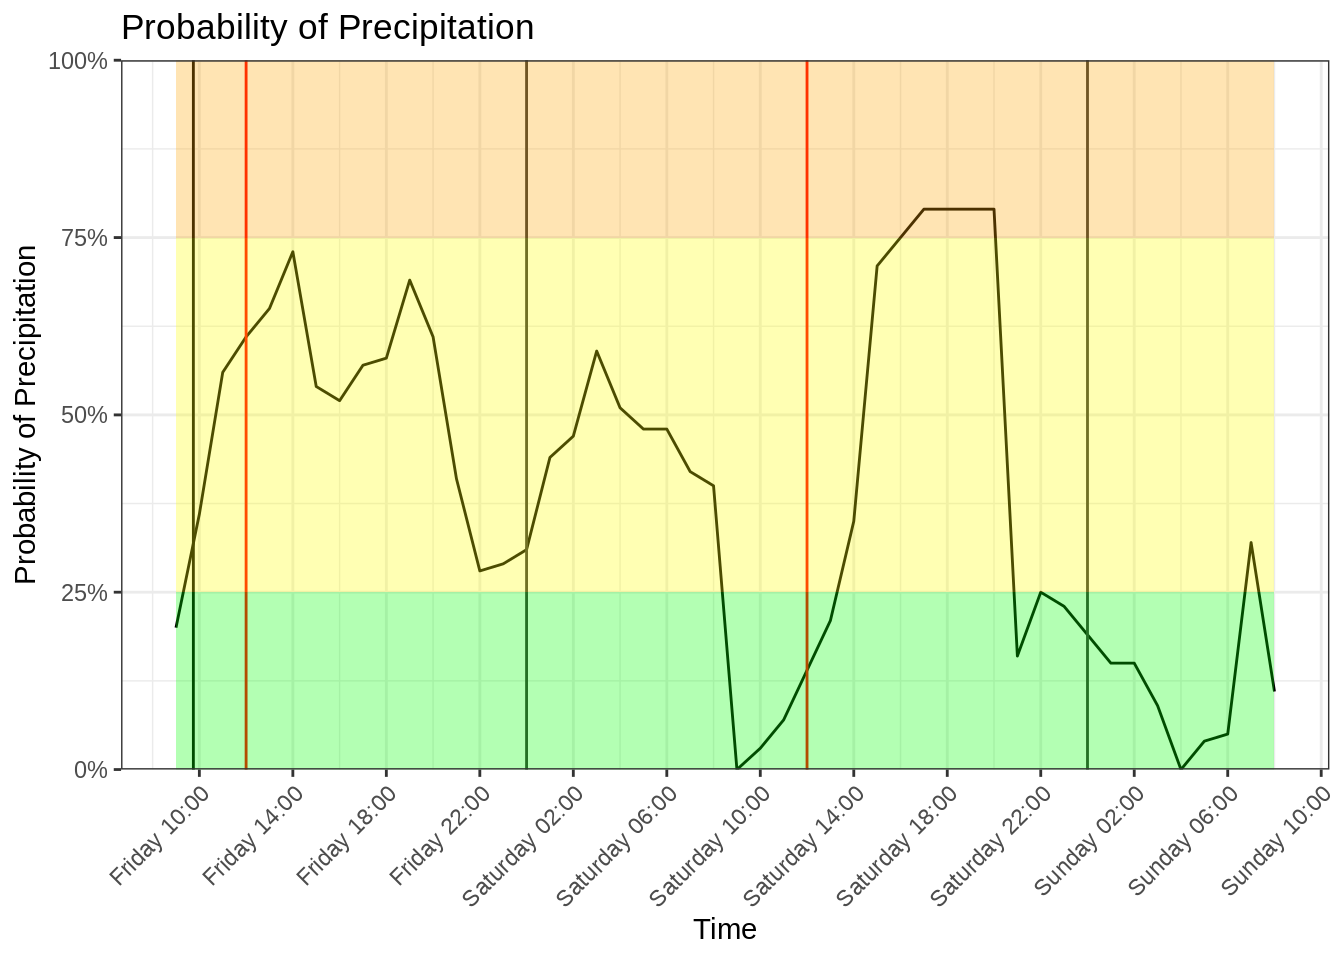 Probability of Precipitation
100%
75%
50%
25%
0%
Probability of Precipitation
Friday 10:00
Friday 14:00
Friday 18:00
Friday 22:00
Saturday 02:00
Saturday 06:00
Saturday 10:00
Saturday 14:00
Saturday 18:00
Saturday 22:00
Sunday 02:00
Sunday 06:00
Sunday 10:00
Time